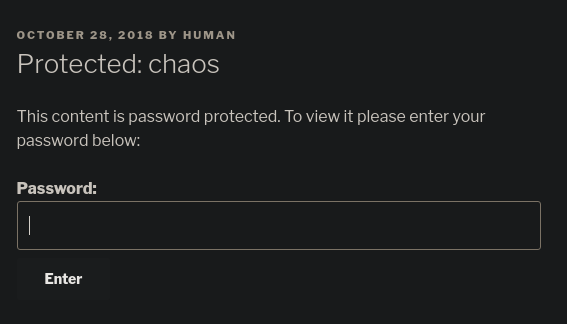 OCTOBER 28, 2018 BY HUMAN
Protected: chaos
This content is password protected. To view it please enter your
password below:
Password:
Enter